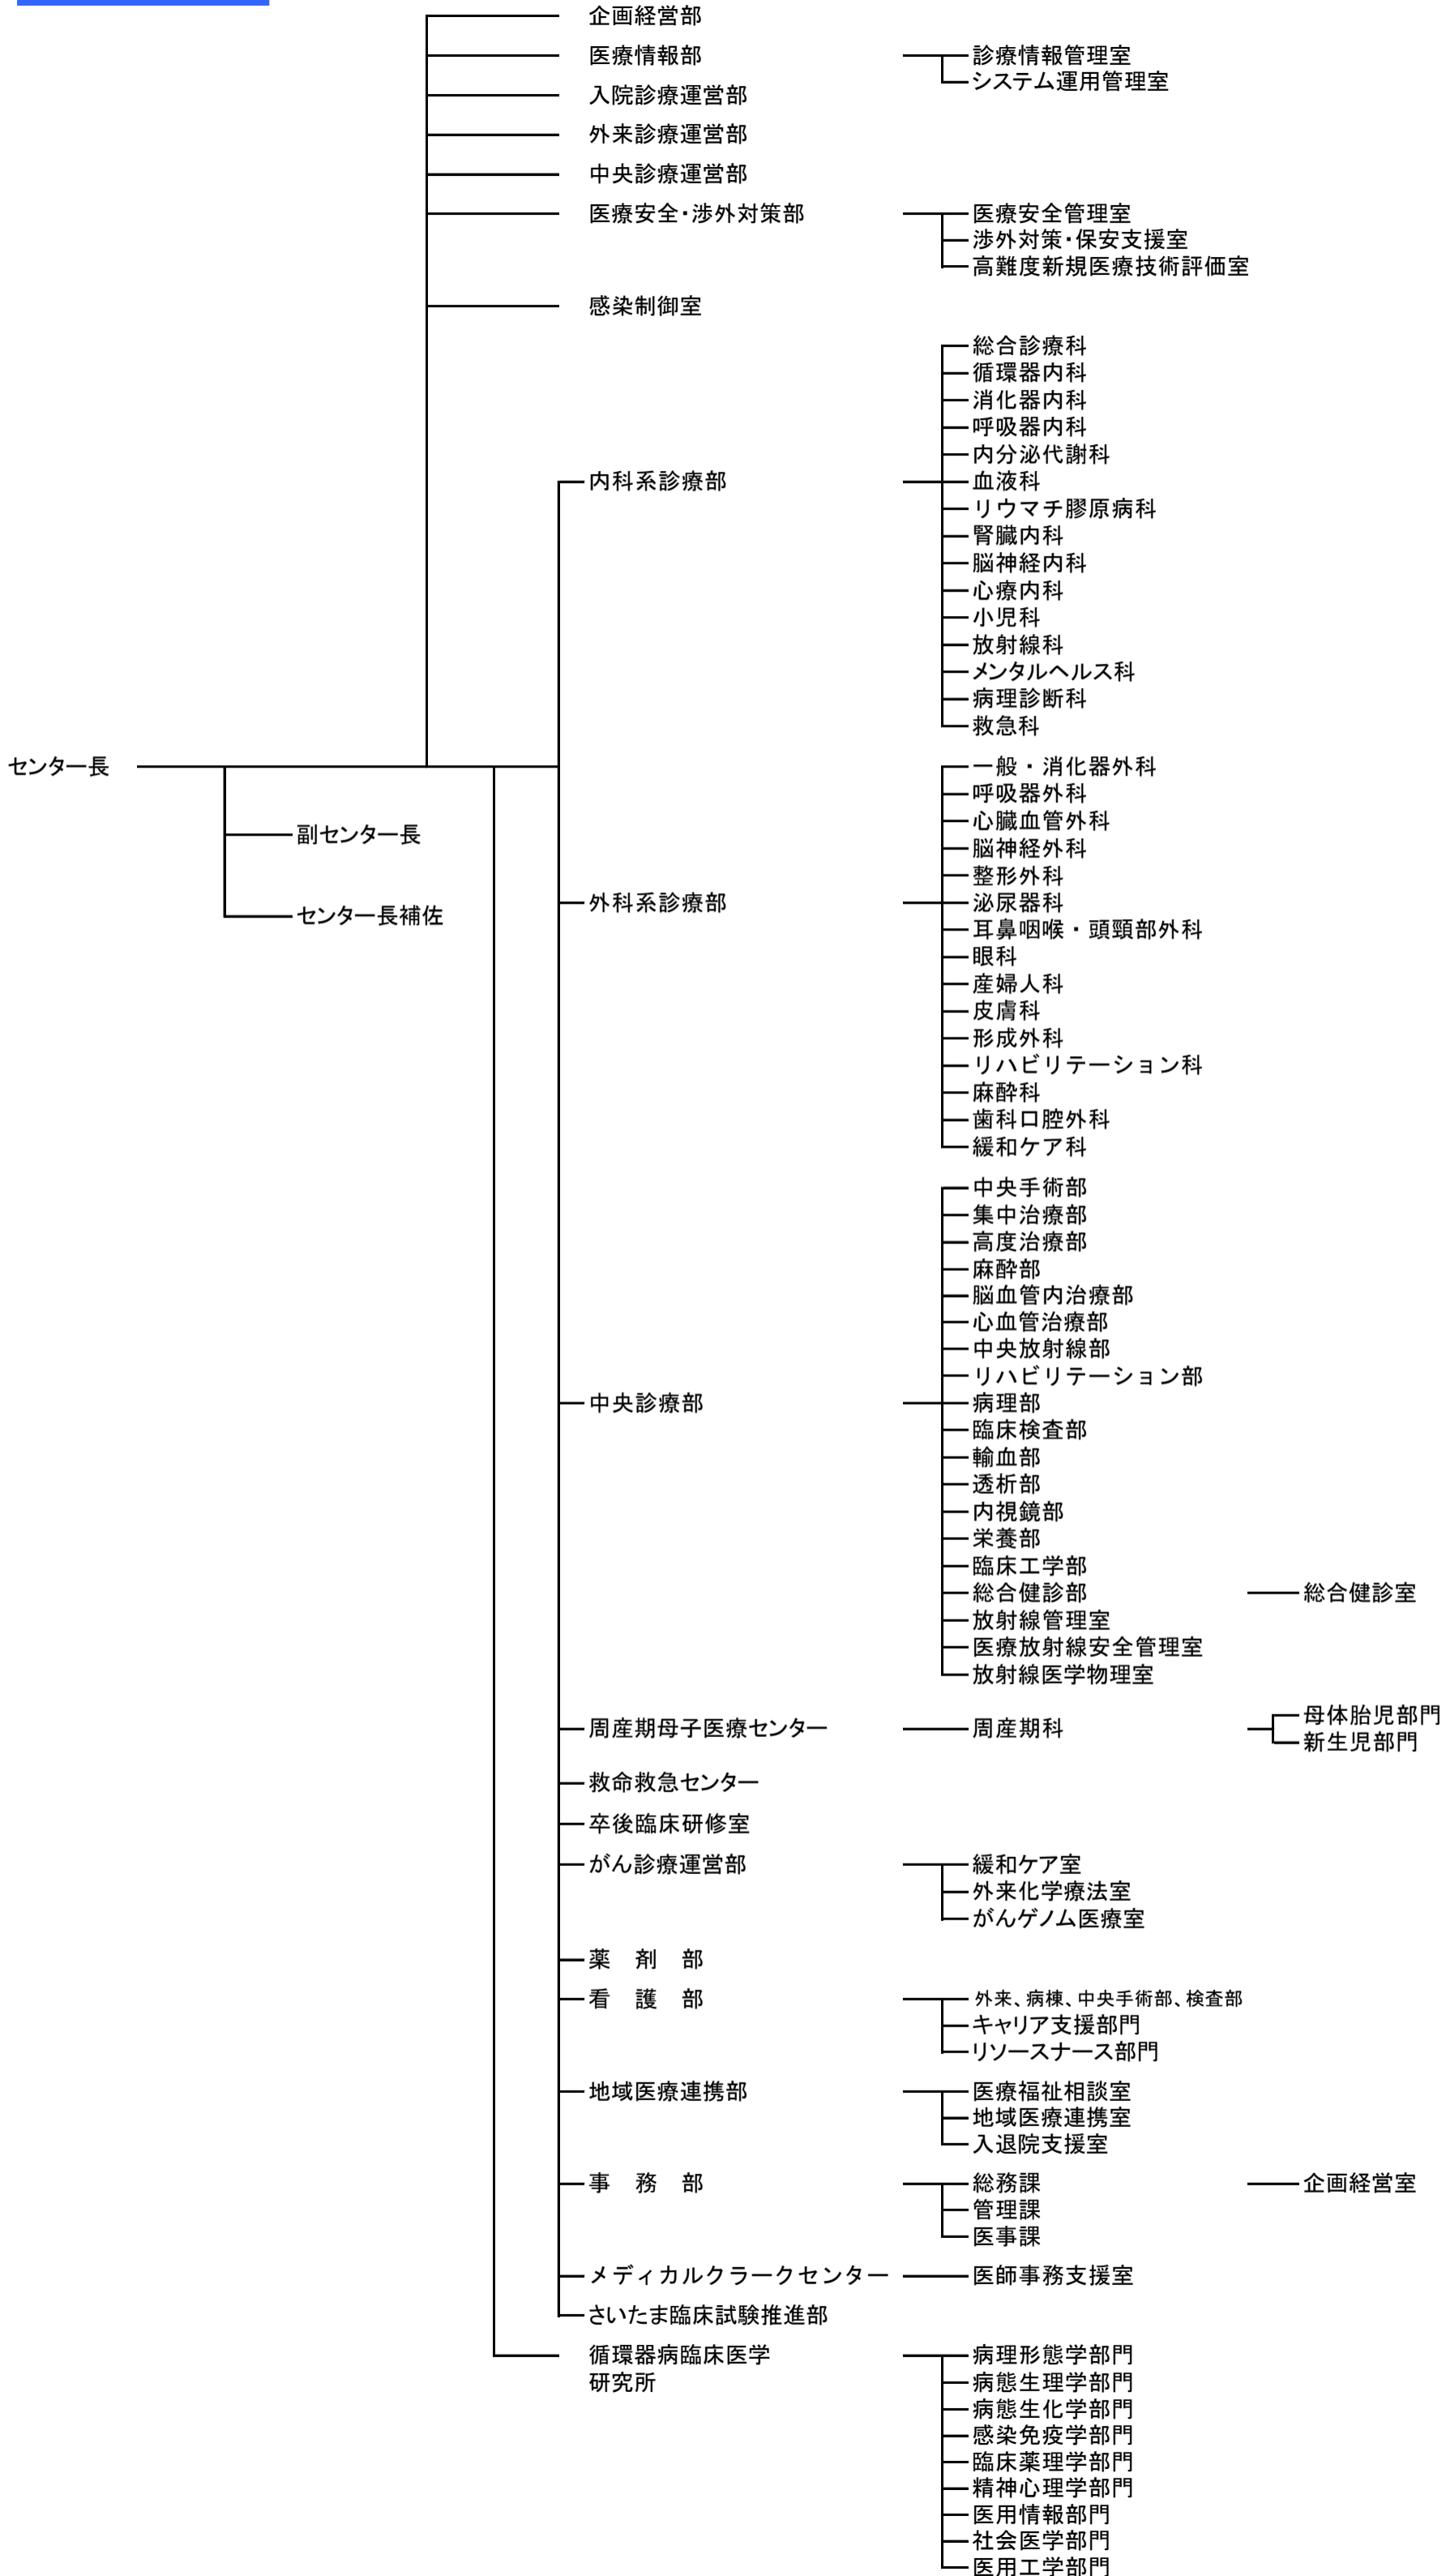 企画経営部
医療情報部
診療情報管理室
システム運用管理室
入院診療運営部
外来診療運営部
中央診療運営部
医療安全・渉外対策部
医療安全管理室
渉外対策・保安支援室
高難度新規医療技術評価室
感染制御室
内科系診療部
総合診療科
循環器内科
消化器内科
呼吸器内科
内分泌代謝科
血液科
リウマチ膠原病科
腎臓内科
脳神経内科
心療内科
小児科
放射線科
メンタルヘルス科
病理診断科
救急科
センター長
副センター長
センター長補佐
外科系診療部
一般・消化器外科
呼吸器外科
心臓血管外科
脳神経外科
整形外科
泌尿器科
耳鼻咽喉・頭頸部外科
眼科
産婦人科
皮膚科
形成外科
リハビリテーション科
麻酔科
歯科口腔外科
緩和ケア科
中央診療部
中央手術部
集中治療部
高度治療部
麻酔部
脳血管内治療部
心血管治療部
中央放射線部
リハビリテーション部
病理部
臨床検査部
輸血部
透析部
内視鏡部
栄養部
臨床工学部
総合健診部
総合健診室
放射線管理室
医療放射線安全管理室
放射線医学物理室
周産期母子医療センター
周産期科
母体胎児部門
新生児部門
救命救急センター
卒後臨床研修室
がん診療運営部
緩和ケア室
外来化学療法室
がんゲノム医療室
薬　剤　部
看　護　部
外来、病棟、中央手術部、検査部
キャリア支援部門
リソースナース部門
地域医療連携部
医療福祉相談室
地域医療連携室
入退院支援室
事　務　部
総務課
企画経営室
管理課
医事課
メディカルクラークセンター
医師事務支援室
さいたま臨床試験推進部
循環器病臨床医学
研究所
病理形態学部門
病態生理学部門
病態生化学部門
感染免疫学部門
臨床薬理学部門
精神心理学部門
医用情報部門
社会医学部門
医用工学部門